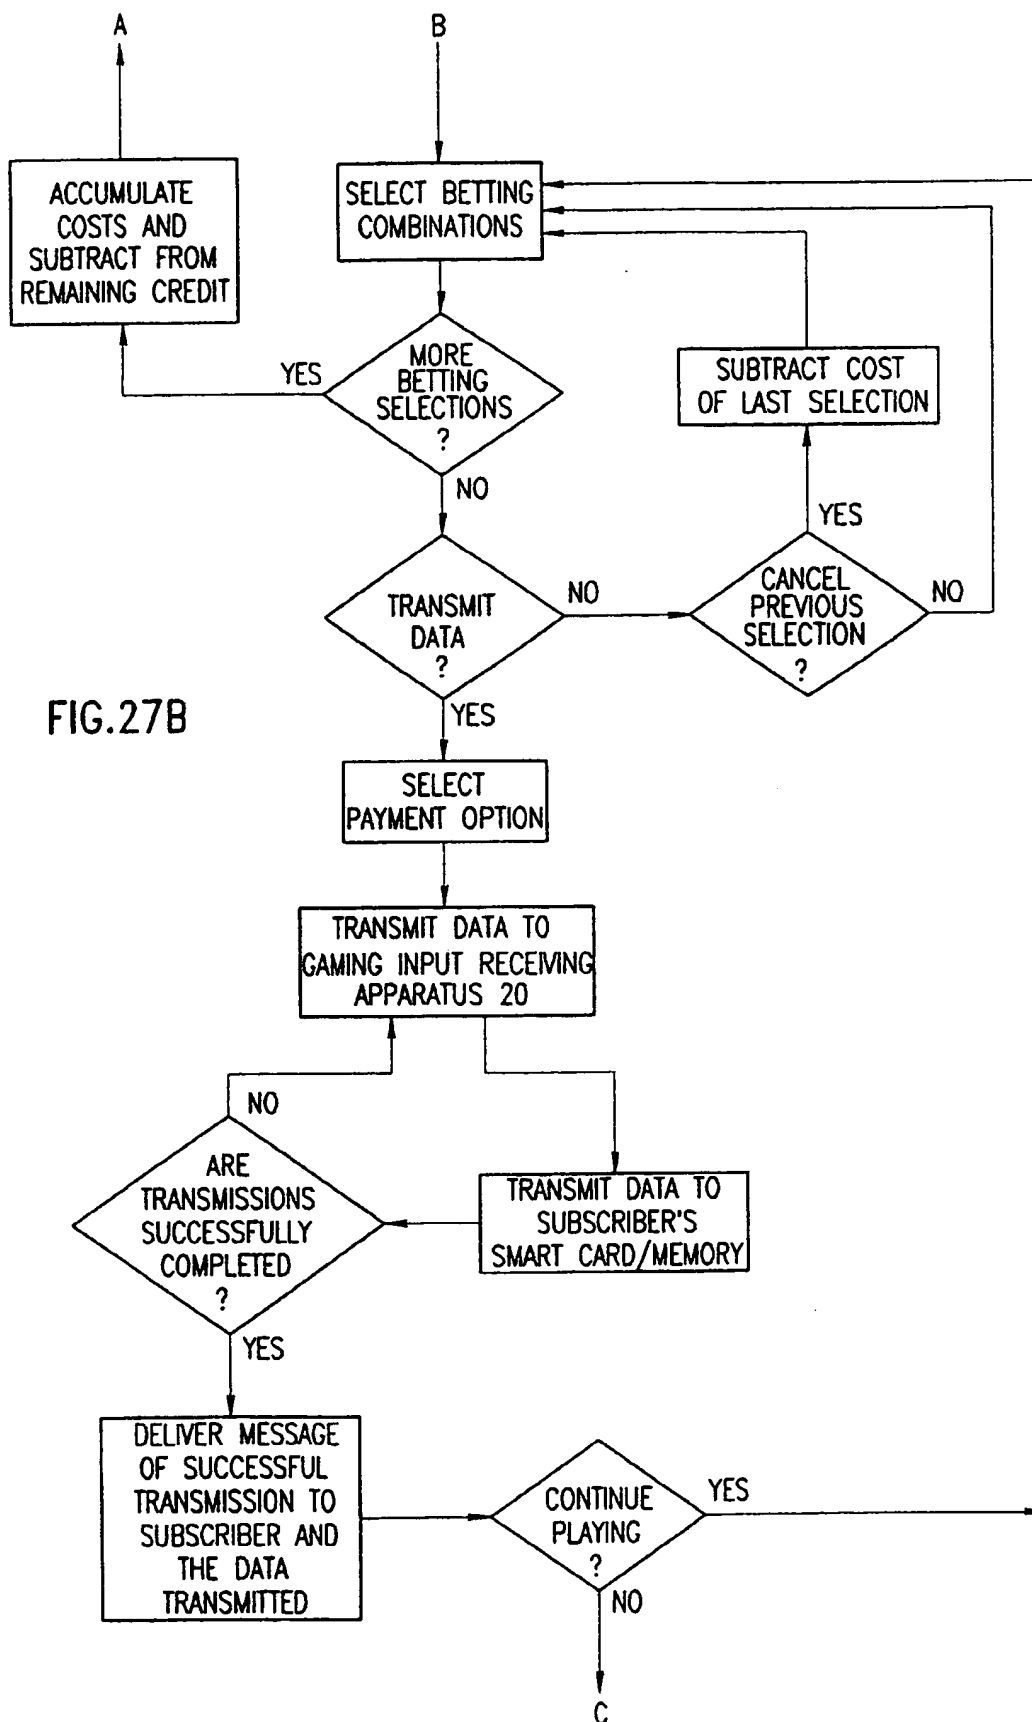 A
B
ACCUMULATE
COSTS AND
SUBTRACT FROM
REMAINING CREDIT
SELECT BETTING
COMBINATIONS
YES
MORE
BETTING
SELECTIONS
?
SUBTRACT COST
OF LAST SELECTION
NO
YES
TRANSMIT
DATA
?
NO
CANCEL
PREVIOUS
SELECTION
?
NO
FIG.27B
YES
SELECT
PAYMENT OPTION
TRANSMIT DATA TO
GAMING INPUT RECEIVING
APPARATUS 20
NO
ARE
TRANSMISSIONS
SUCCESSFULLY
COMPLETED
?
TRANSMIT DATA TO
SUBSCRIBER'S
SMART CARD/MEMORY
YES
DELIVER MESSAGE
OF SUCCESSFUL
TRANSMISSION TO
SUBSCRIBER AND
THE DATA
TRANSMITTED
CONTINUE
PLAYING
?
YES
NO
C